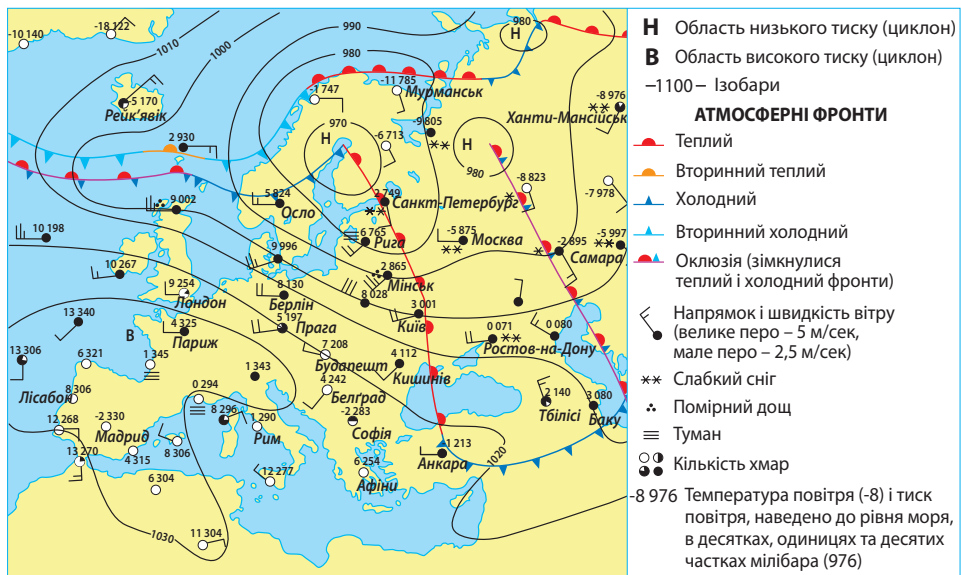 -10 140
-18 122
1010
1000
990
980
980
Н
-5 170
Рейк'явік
2 930
-1 747
-11 785
Мурманськ
-9 805
970
Н
-6 713
Н
980
-8 976
Ханти-Мансійськ
-8 823
-7 978
9 002
5 824
Осло
2 749
Санкт-Петербург
10 198
9 996
6 765
Рига
-5 875
Москва
-2 895
-5 997
Самара
10 267
9 254
Лондон
8 130
Берлін
2 865
Мінськ
8 028
3 001
Київ
13 340
В
4 325
Париж
5 197
Прага
0 071
Ростов-на-Дону
0 080
13 306
6 321
1 345
7 208
Будапешт
4 112
Кишинів
1 343
8 306
Лісабон
0 294
4 242
Белґрад
2 140
Тбілісі
3 080
Баку
12 268
-2 330
Мадрид
8 296
1 290
Рим
-2 283
Софія
13 270
4 315
8 306
1 213
Анкара
1020
12 277
6 254
Афіни
6 304
1030
11 304
Н Область низького тиску (циклон)
В Область високого тиску (циклон)
–1100– Ізобари
АТМОСФЕРНІ ФРОНТИ
Теплий
Вторинний теплий
Холодний
Вторинний холодний
Оклюзія (зімкнулися
теплий і холодний фронти)
Напрямок і швидкість вітру
(велике перо – 5 м/сек,
мале перо – 2,5 м/сек)
Слабкий сніг
Помірний дощ
Туман
Кількість хмар
-8 976 Температура повітря (-8) і тиск
повітря, наведено до рівня моря,
в десятках, одиницях та десятих
частках мілібара (976)